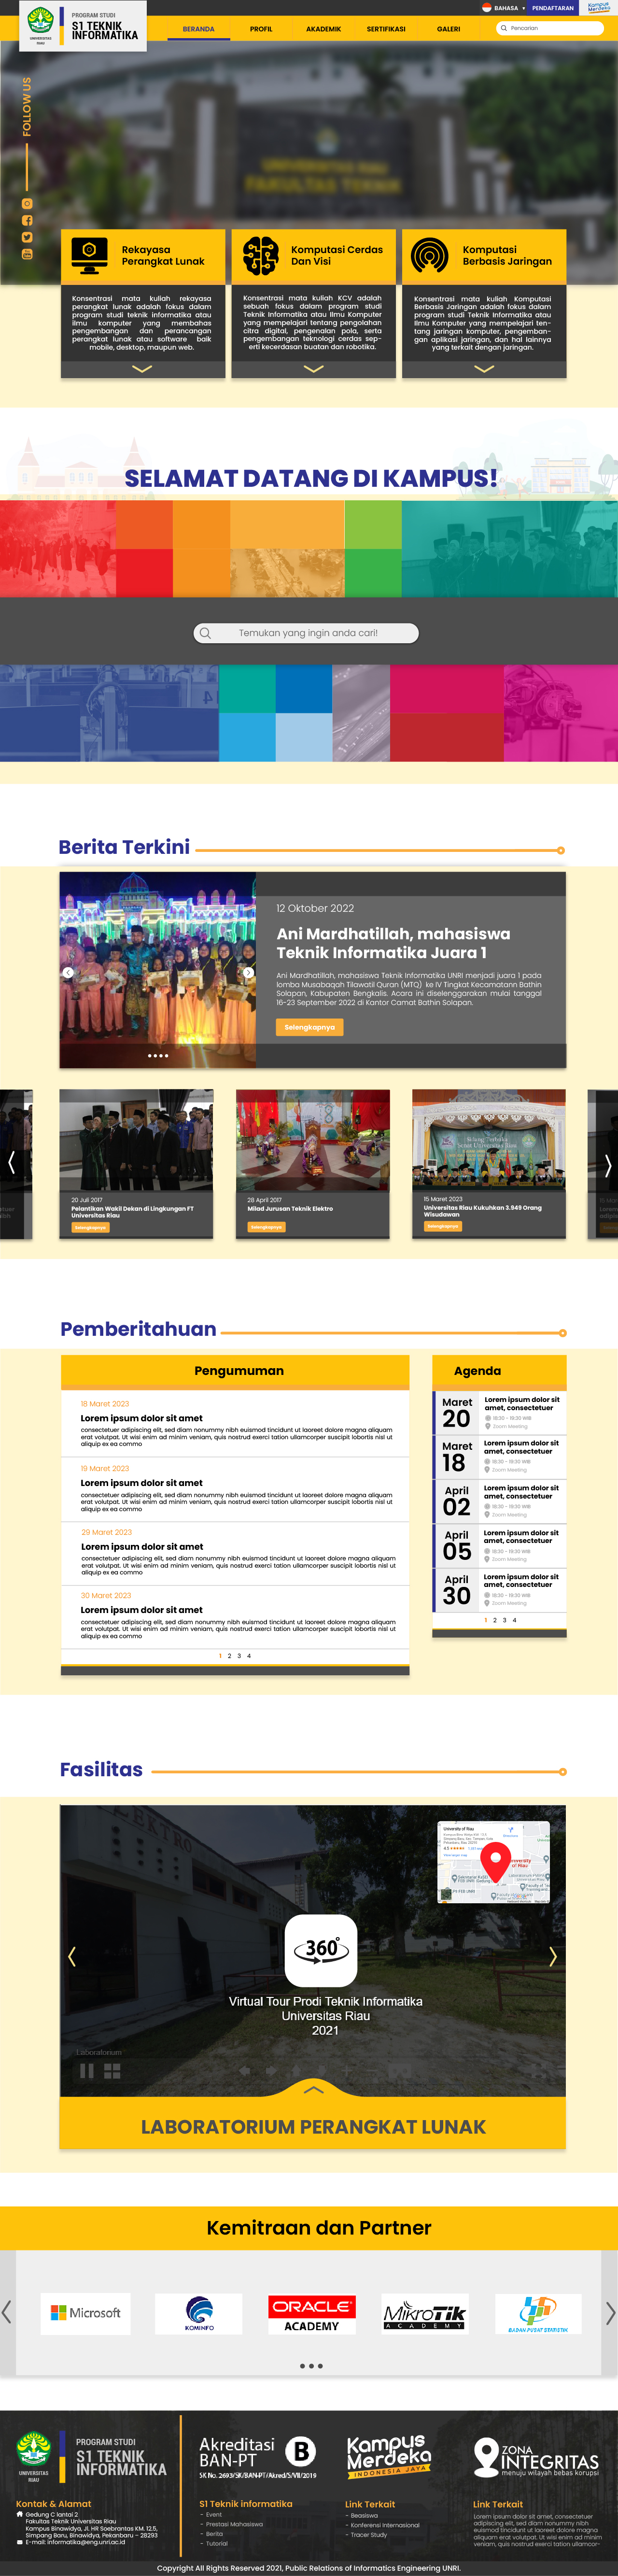 BAHASA ▼
PENDAFTARAN
Kampus
Merdeka
UNIVERSITAS
RIAU
PROGRAM STUDI
S1 TEKNIK
INFORMATIKA
BERANDA
PROFIL
AKADEMIK
SERTIFIKASI
GALERI
Pencarian
FOLLOW US
UNIVERSITAS RIAU
FAKULTAS TEKNIK
Rekayasa
Perangkat Lunak
Konsentrasi mata kuliah rekayasa
perangkat lunak adalah fokus dalam
program studi teknik informatika atau
ilmu komputer yang membahas
pengembangan dan perancangan
perangkat lunak atau software baik
mobile, desktop, maupun web.
Komputasi Cerdas
Dan Visi
Konsentrasi mata kuliah KCV adalah
sebuah fokus dalam program studi
Teknik Informatika atau Ilmu Komputer
yang mempelajari tentang pengolahan
citra digital, pengenalan pola, serta
pengembangan teknologi cerdas sep-
erti kecerdasan buatan dan robotika.
Komputasi
Berbasis Jaringan
Konsentrasi mata kuliah Komputasi
Berbasis Jaringan adalah fokus dalam
program studi Teknik Informatika atau
Ilmu Komputer yang mempelajari ten-
tang jaringan komputer, pengemban-
gan aplikasi jaringan, dan hal lainnya
yang terkait dengan jaringan.
SELAMAT DATANG DI KAMPUS!
Temukan yang ingin anda cari!
Berita Terkini
12 Oktober 2022
Ani Mardhatillah, mahasiswa
Teknik Informatika Juara 1
Ani Mardhatillah, mahasiswa Teknik Informatika UNRI menjadi juara 1 pada
lomba Musabaqah Tilawatil Quran (MTQ) ke IV Tingkat Kecamatann Bathin
Solapan, Kabupaten Bengkalis. Acara ini diselenggarakan mulai tanggal
16-23 September 2022 di Kantor Camat Bathin Solapan.
Selengkapnya
20 Juli 2017
Pelantikan Wakil Dekan di Lingkungan FT
Universitas Riau
Selengkapnya
28 April 2017
Milad Jurusan Teknik Elektro
Selengkapnya
15 Maret 2023
Universitas Riau Kukuhkan 3.949 Orang
Wisudawan
Selengkapnya
Pemberitahuan
Pengumuman
18 Maret 2023
Lorem ipsum dolor sit amet
consectetuer adipiscing elit, sed diam nonummy nibh euismod tincidunt ut laoreet dolore magna aliquam
erat volutpat. Ut wisi enim ad minim veniam, quis nostrud exerci tation ullamcorper suscipit lobortis nisl ut
aliquip ex ea commo
19 Maret 2023
Lorem ipsum dolor sit amet
consectetuer adipiscing elit, sed diam nonummy nibh euismod tincidunt ut laoreet dolore magna aliquam
erat volutpat. Ut wisi enim ad minim veniam, quis nostrud exerci tation ullamcorper suscipit lobortis nisl ut
aliquip ex ea commo
29 Maret 2023
Lorem ipsum dolor sit amet
consectetuer adipiscing elit, sed diam nonummy nibh euismod tincidunt ut laoreet dolore magna aliquam
erat volutpat. Ut wisi enim ad minim veniam, quis nostrud exerci tation ullamcorper suscipit lobortis nisl ut
aliquip ex ea commo
30 Maret 2023
Lorem ipsum dolor sit amet
consectetuer adipiscing elit, sed diam nonummy nibh euismod tincidunt ut laoreet dolore magna aliquam
erat volutpat. Ut wisi enim ad minim veniam, quis nostrud exerci tation ullamcorper suscipit lobortis nisl ut
aliquip ex ea commo
1 2 3 4
Agenda
Maret
20
Lorem ipsum dolor sit
amet, consectetuer
18:30 - 19:30 WIB
Zoom Meeting
Maret
18
Lorem ipsum dolor sit
amet, consectetuer
18:30 - 19:30 WIB
Zoom Meeting
April
02
Lorem ipsum dolor sit
amet, consectetuer
18:30 - 19:30 WIB
Zoom Meeting
April
05
Lorem ipsum dolor sit
amet, consectetuer
18:30 - 19:30 WIB
Zoom Meeting
April
30
Lorem ipsum dolor sit
amet, consectetuer
18:30 - 19:30 WIB
Zoom Meeting
1 2 3 4
Fasilitas
University of Riau
360°
Virtual Tour Prodi Teknik Informatika
Universitas Riau
2021
Laboratorium
LABORATORIUM PERANGKAT LUNAK
Kemitraan dan Partner
Microsoft
KOMINFO
ORACLE
ACADEMY
MikroTik
ACADEMY
BADAN PUSAT STATISTIK
UNIVERSITAS
RIAU
PROGRAM STUDI
S1 TEKNIK
INFORMATIKA
Akreditasi
BAN-PT
B
SK No. 2693/SK/BAN-PT/Akred/S/VIII/2019
Kampus
Merdeka
INDONESIA JAYA
ZONA
INTEGRITAS
menuju wilayah bebas korupsi
Kontak & Alamat
Gedung C lantai 2
Fakultas Teknik Universitas Riau
Kampus Binawidya, Jl. HR Soebrantas KM. 12.5,
Simpang Baru, Binawidya, Pekanbaru – 28293
E-mail: informatika@eng.unri.ac.id
S1 Teknik informatika
- Event
- Prestasi Mahasiswa
- Berita
- Tutorial
Link Terkait
- Beasiswa
- Konferensi Internasional
- Tracer Study
Link Terkait
Lorem ipsum dolor sit amet, consectetuer
adipiscing elit, sed diam nonummy nibh
euismod tincidunt ut laoreet dolore magna
aliquam erat volutpat. Ut wisi enim ad minim
veniam, quis nostrud exerci tation ullamcor-
Copyright All Rights Reserved 2021, Public Relations of Informatics Engineering UNRI.